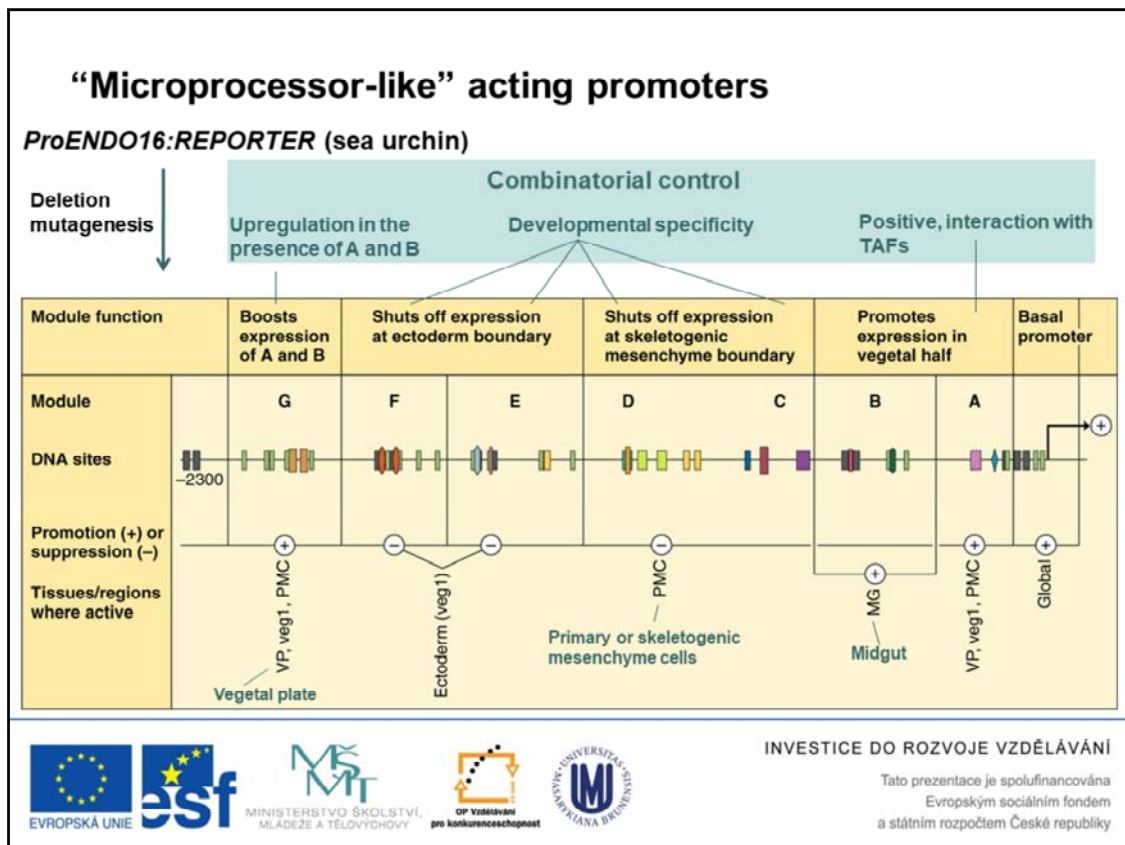 “Microprocessor-like” acting promoters
ProENDO16:REPORTER (sea urchin)
Deletion
mutagenesis
Combinatorial control
Upregulation in the
presence of A and B
Developmental specificity
Positive, interaction with
TAFs
Module function
Boosts
expression
of A and B
Shuts off expression
at ectoderm boundary
Shuts off expression
at skeletogenic
mesenchyme boundary
Promotes
expression in
vegetal half
Basal
promoter
Module
G
F
E
D
C
B
A
DNA sites
−2300
+
Promotion (+) or
suppression (–)
+
−
−
−
+
+
+
Tissues/regions
where active
VP, veg1, PMC
Ectoderm (veg1)
PMC
MG
VP, veg1, PMC
Global
Vegetal plate
Primary or skeletogenic
mesenchyme cells
Midgut
EVROPSKÁ UNIE
esf
MŠMT
MINISTERSTVO ŠKOLSTVÍ,
MLÁDEŽE A TĚLOVÝCHOVY
OP Vzdělávání
pro konkurenceschopnost
UNIVERSITAS
MASARYKIANA BRUNENSIS
INVESTICE DO ROZVOJE VZDĚLÁVÁNÍ
Tato prezentace je spolufinancována
Evropským sociálním fondem
a státním rozpočtem České republiky